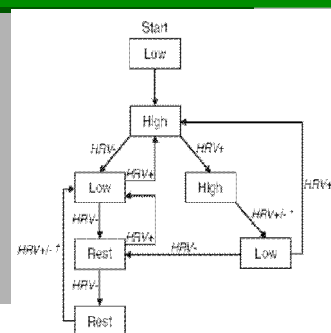 Start
Low
High
HRV-
HRV+
HRV+
Low
High
HRV+
HRV-
HRV+
HRV+/- *
HRV+/- *
Rest
HRV-
Low
HRV-
Rest